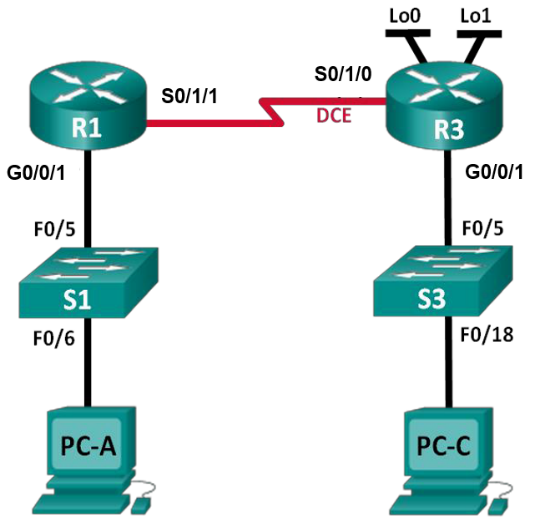 Lo0 Lo1
S0/1/0
S0/1/1
DCE
R1 R3
G0/0/1 G0/0/1
F0/5 F0/5
S1 S3
F0/6 F0/18
PC-A PC-C